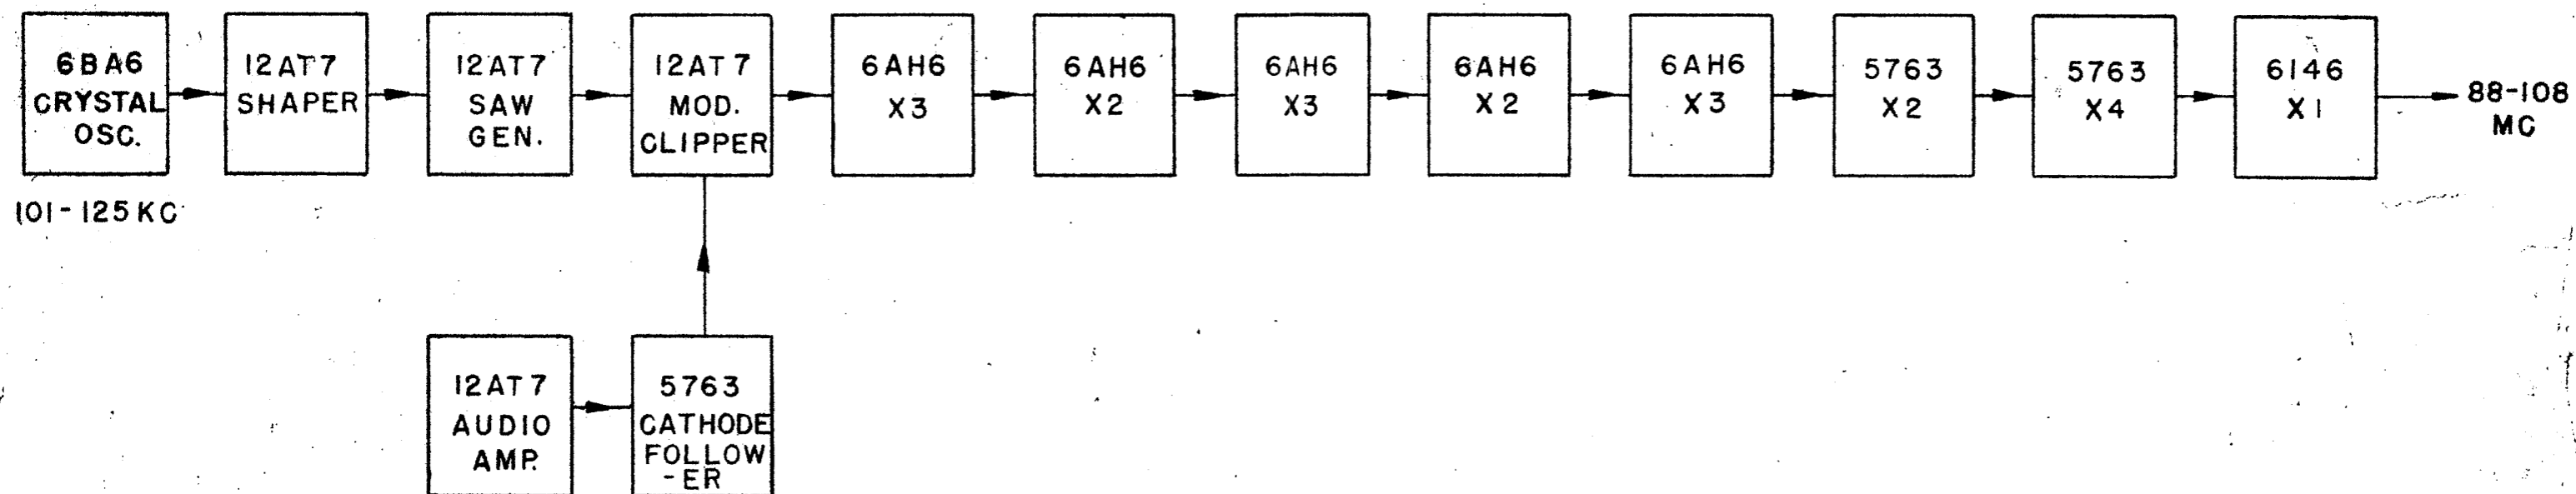 6BA6
CRYSTAL
OSC.
101-125 KC
12AT7
SHAPER
12AT7
SAW
GEN.
12AT7
MOD.
CLIPPER
6AH6
X3
6AH6
X2
6AH6
X3
6AH6
X2
6AH6
X3
5763
X2
5763
X4
6146
X1
88-108
MC
12AT7
AUDIO
AMP.
5763
CATHODE
FOLLOW
-ER